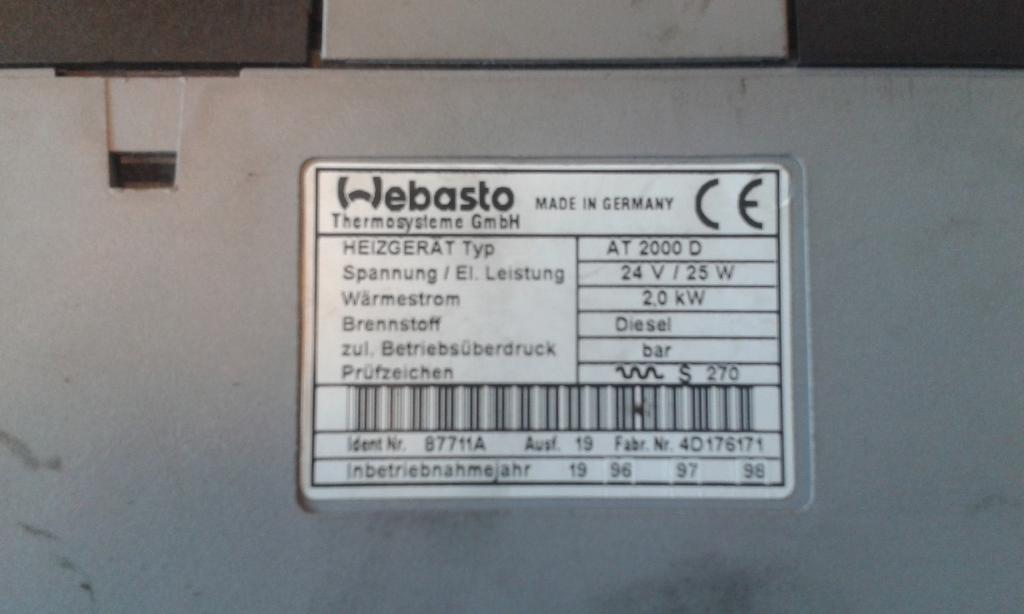 Webasto MADE IN GERMANY CE
Thermosysteme GmbH
HEIZGERÄT Typ AT 2000 D
Spannung / El. Leistung 24 V / 25 W
Wärmestrom 2,0 kW
Brennstoff Diesel
zul. Betriebsüberdruck bar
Prüfzeichen S 270
Ident Nr. 87711A Ausf. 19 Fabr. Nr. 4D176171
Inbetriebnahmejahr 19 96 97 98